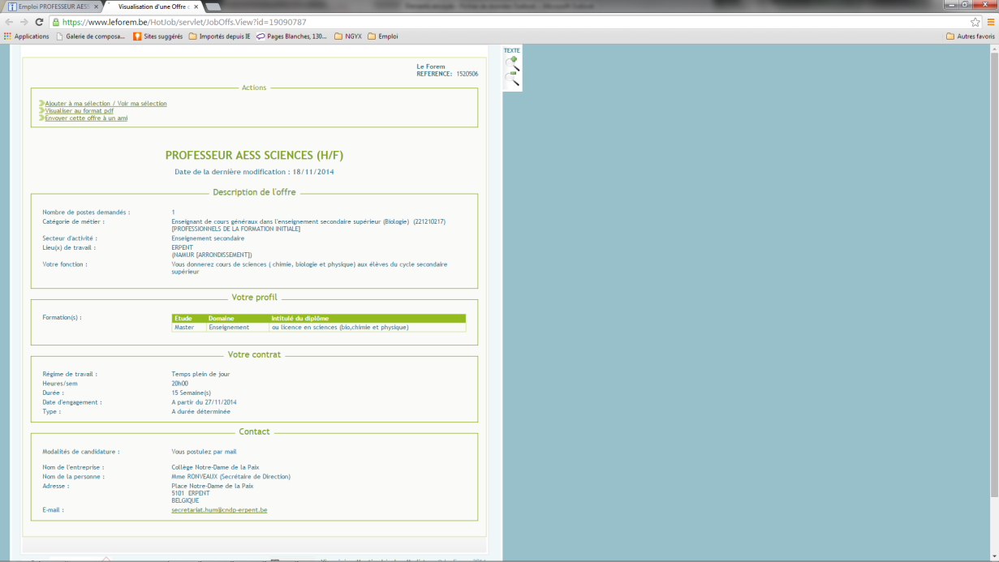 Emploi PROFESSEUR AESS
Visualisation d'une Offre d
https://www.leforem.be/HotJob/servlet/JobOffs.View?id=19090787
Applications Galerie de composa... Sites suggérés Importés depuis IE Pages Blanches, 130... NGYX Emploi Autres favoris
TEXTE
Le Forem
REFERENCE: 1520506
Actions
Ajouter à ma sélection / Voir ma sélection
Visualiser au format pdf
Envoyer cette offre à un ami
PROFESSEUR AESS SCIENCES (H/F)
Date de la dernière modification : 18/11/2014
Description de l'offre
Nombre de postes demandés : 1
Catégorie de métier : Enseignant de cours généraux dans l'enseignement secondaire supérieur (Biologie) (221210217)
[PROFESSIONNELS DE LA FORMATION INITIALE]
Secteur d'activité : Enseignement secondaire
Lieu(x) de travail : ERPENT
(NAMUR [ARRONDISSEMENT])
Votre fonction : Vous donnerez cours de sciences ( chimie, biologie et physique) aux élèves du cycle secondaire
supérieur
Votre profil
Formation(s) :
Etude Domaine Intitulé du diplôme
Master Enseignement ou licence en sciences (bio,chimie et physique)
Votre contrat
Régime de travail : Temps plein de jour
Heures/sem 20h00
Durée : 15 Semaine(s)
Date d'engagement : A partir du 27/11/2014
Type : A durée déterminée
Contact
Modalités de candidature : Vous postulez par mail
Nom de l'entreprise : Collège Notre-Dame de la Paix
Nom de la personne : Mme RONVEAUX (Secrétaire de Direction)
Adresse : Place Notre-Dame de la Paix
5101 ERPENT
BELGIQUE
E-mail : secretariat.hum@cndp-erpent.be